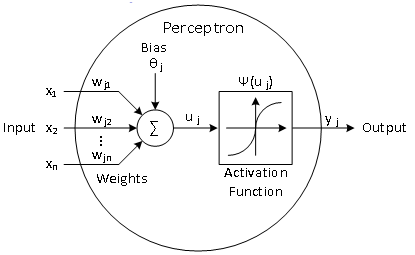 Perceptron
Bias
θj
Ψ(uj)
x1
wj1
Input
x2
wj2
Σ
uj
yj
Output
⋮
xn
wjn
Weights
Activation
Function